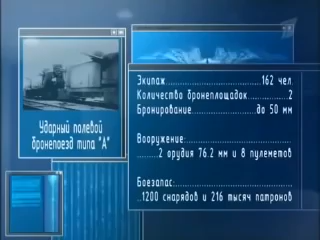 Ударный полевой
бронепоезд типа "А"
Экипаж..........................162 чел.
Количество бронеплощадок..........2
Бронирование................до 50 мм
Вооружение:
........2 орудия 76.2 мм и 8 пулеметов
Боезапас:
..1200 снарядов и 216 тысяч патронов